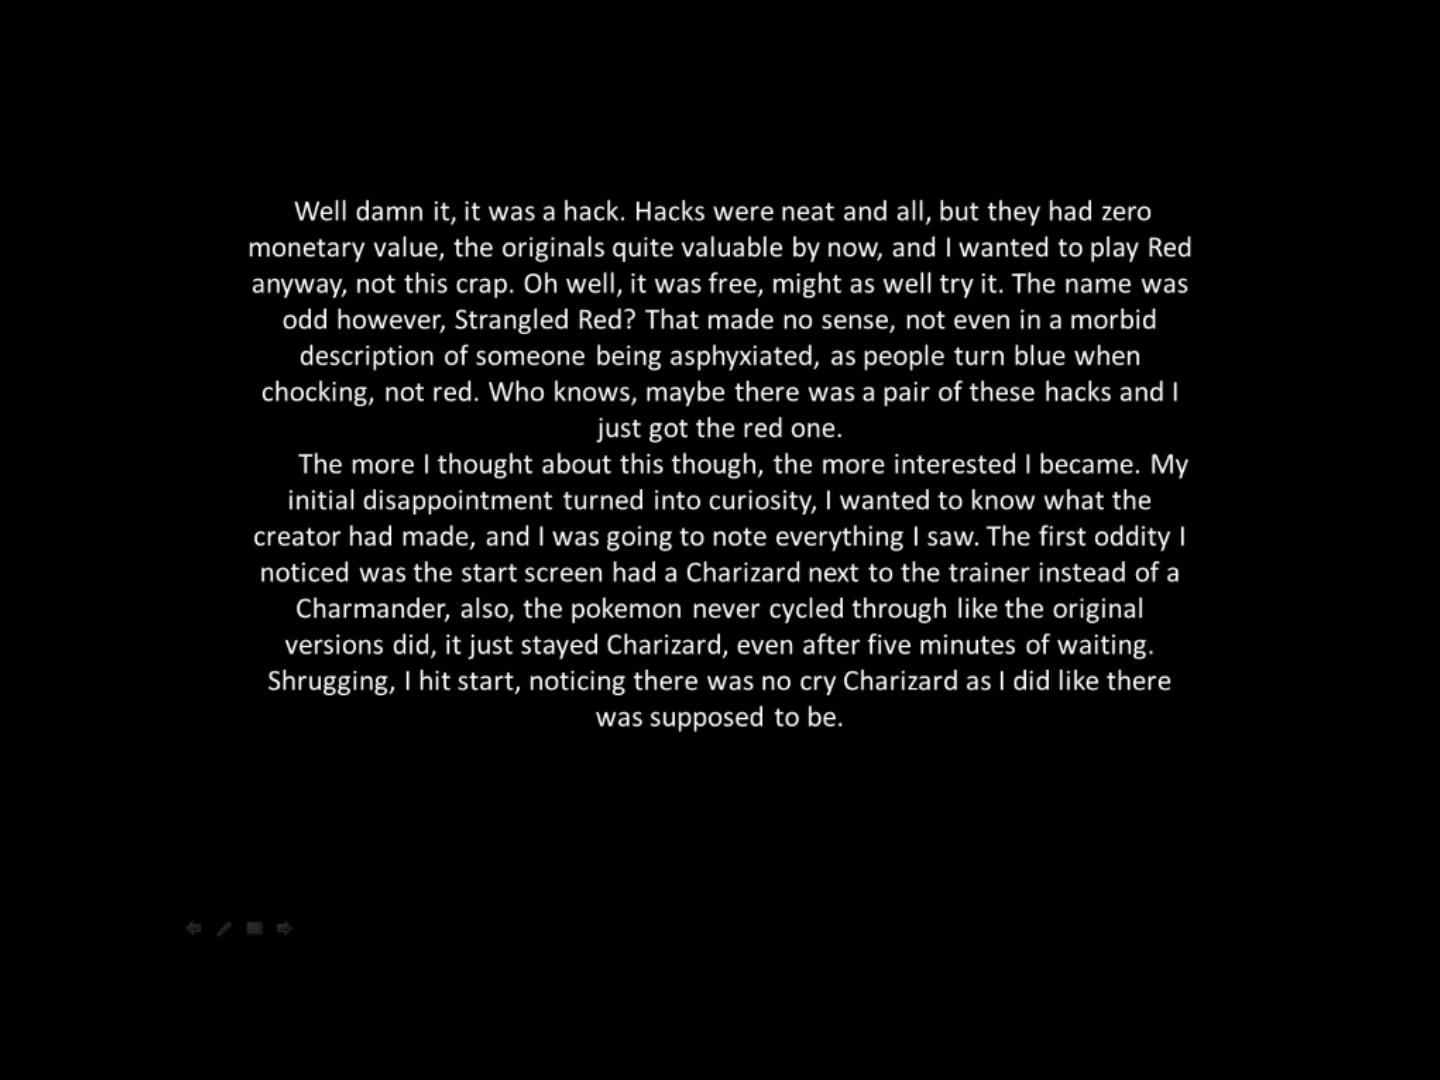 Well damn it, it was a hack. Hacks were neat and all, but they had zero
monetary value, the originals quite valuable by now, and I wanted to play Red
anyway, not this crap. Oh well, it was free, might as well try it. The name was
odd however, Strangled Red? That made no sense, not even in a morbid
description of someone being asphyxiated, as people turn blue when
chocking, not red. Who knows, maybe there was a pair of these hacks and I
just got the red one.
The more I thought about this though, the more interested I became. My
initial disappointment turned into curiosity, I wanted to know what the
creator had made, and I was going to note everything I saw. The first oddity I
noticed was the start screen had a Charizard next to the trainer instead of a
Charmander, also, the pokemon never cycled through like the original
versions did, it just stayed Charizard, even after five minutes of waiting.
Shrugging, I hit start, noticing there was no cry Charizard as I did like there
was supposed to be.